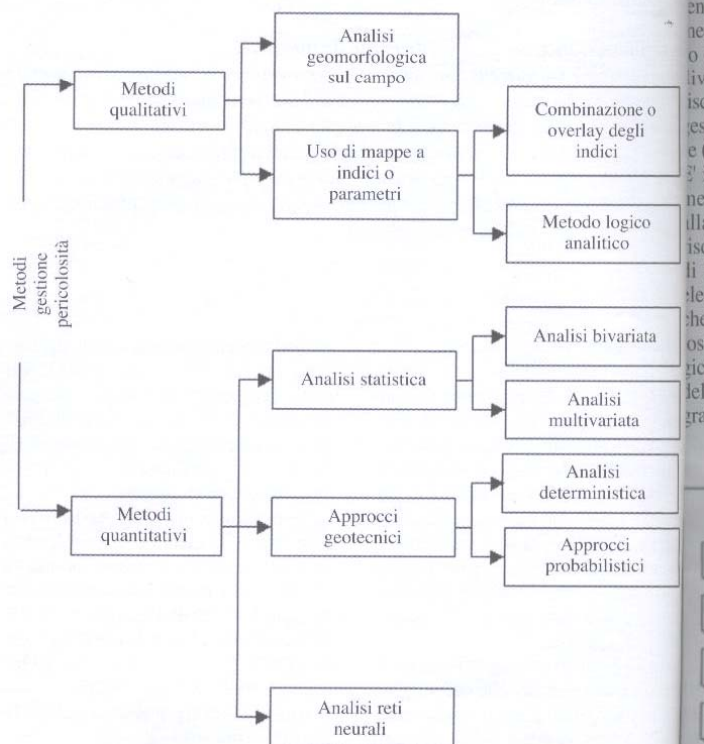 Analisi
geomorfologica
sul campo
Metodi
qualitativi
Combinazione o
overlay degli
indici
Uso di mappe a
indici o
parametri
Metodo logico
analitico
Metodi
gestione
pericolosità
Analisi bivariata
Analisi statistica
Analisi
multivariata
Analisi
deterministica
Metodi
quantitativi
Approcci
geotecnici
Approcci
probabilistici
Analisi reti
neurali